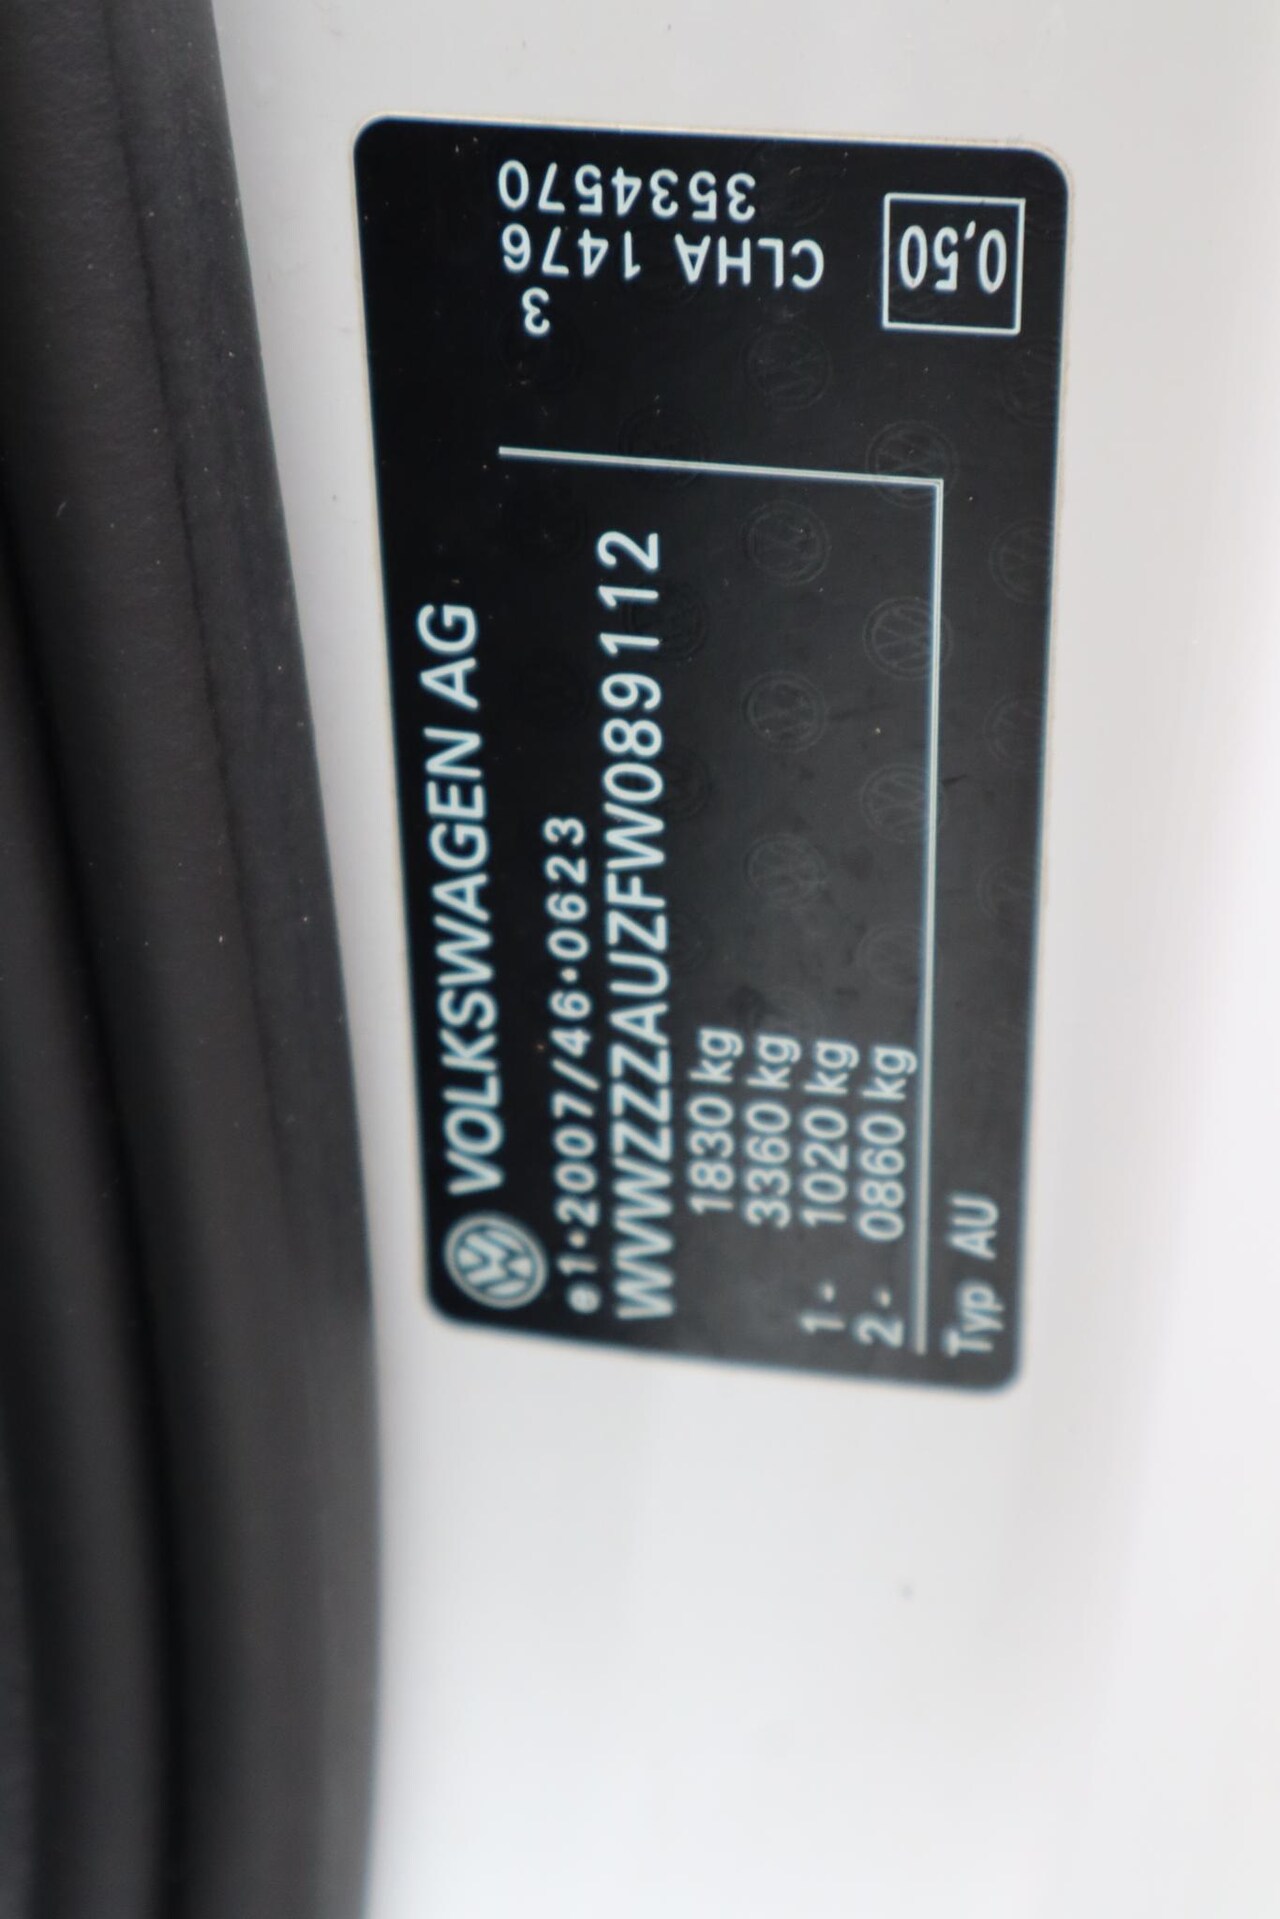 VOLKSWAGEN AG
e1*2007/46*0623
WVWZZZAUZFW089112
1830 kg
3360 kg
1- 1020 kg
2- 0860 kg
Typ AU
3534570
CLHA 1476
3
0,50